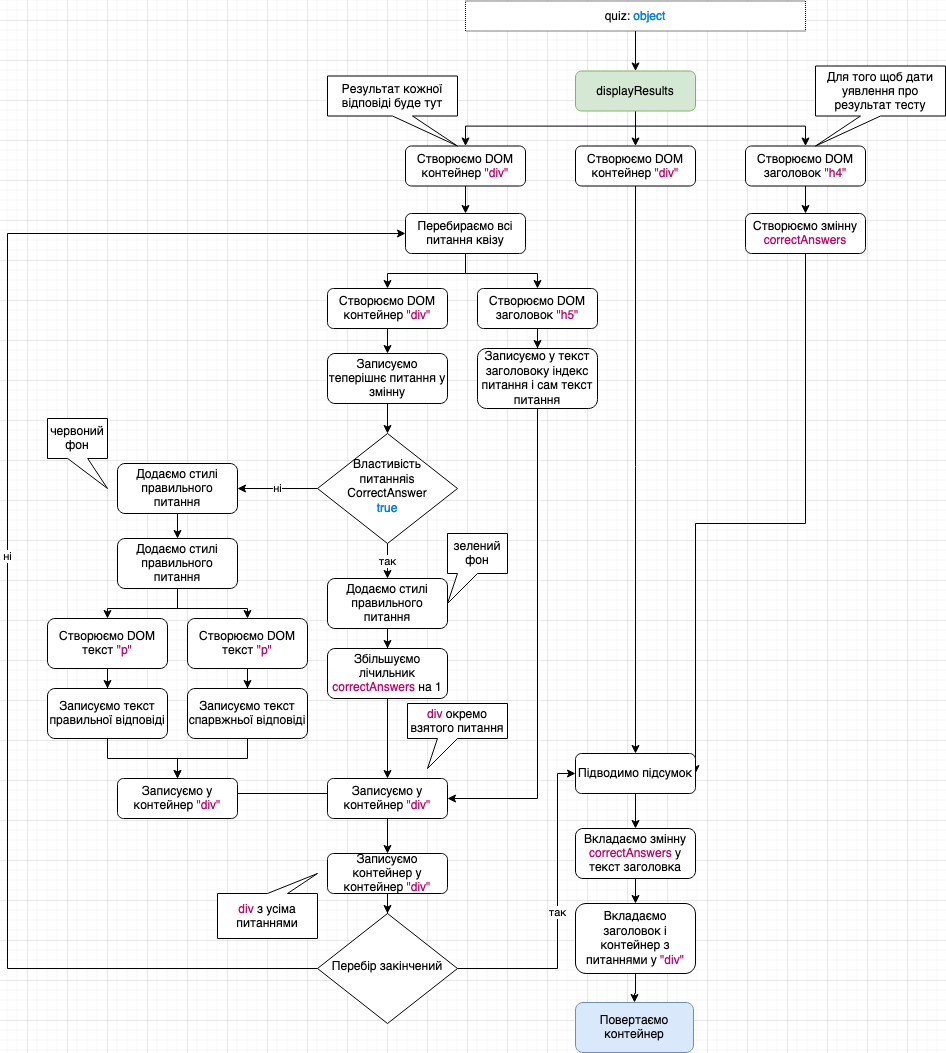 quiz: object
displayResults
Результат кожної
відповіді буде тут
Для того щоб дати
уявлення про
результат тесту
Створюємо DOM
контейнер "div"
Створюємо DOM
контейнер "div"
Створюємо DOM
заголовок "h4"
Перебираємо всі
питання квізу
Створюємо змінну
correctAnswers
Створюємо DOM
контейнер "div"
Створюємо DOM
заголовок "h5"
Записуємо
теперішнє питання у
змінну
Записуємо у текст
заголовоку індекс
питання і сам текст
питання
червоний
фон
Додаємо стилі
правильного
питання
ні
Властивість
питанняis
CorrectAnswer
true
так
зелений
фон
ні
Додаємо стилі
правильного
питання
Додаємо стилі
правильного
питання
Створюємо DOM
текст "p"
Створюємо DOM
текст "p"
Збільшуємо
лічильник
correctAnswers на 1
Записуємо текст
правильної відповіді
Записуємо текст
спарвжньої відповіді
div окремо
взятого питання
Підводимо підсумок
Записуємо у
контейнер "div"
Записуємо у
контейнер "div"
Вкладаємо змінну
correctAnswers у
текст заголовка
Записуємо
контейнер у
контейнер "div"
div з усіма
питаннями
так
Вкладаємо
заголовок і
контейнер з
питаннями у "div"
Перебір закінчений
Повертаємо
контейнер